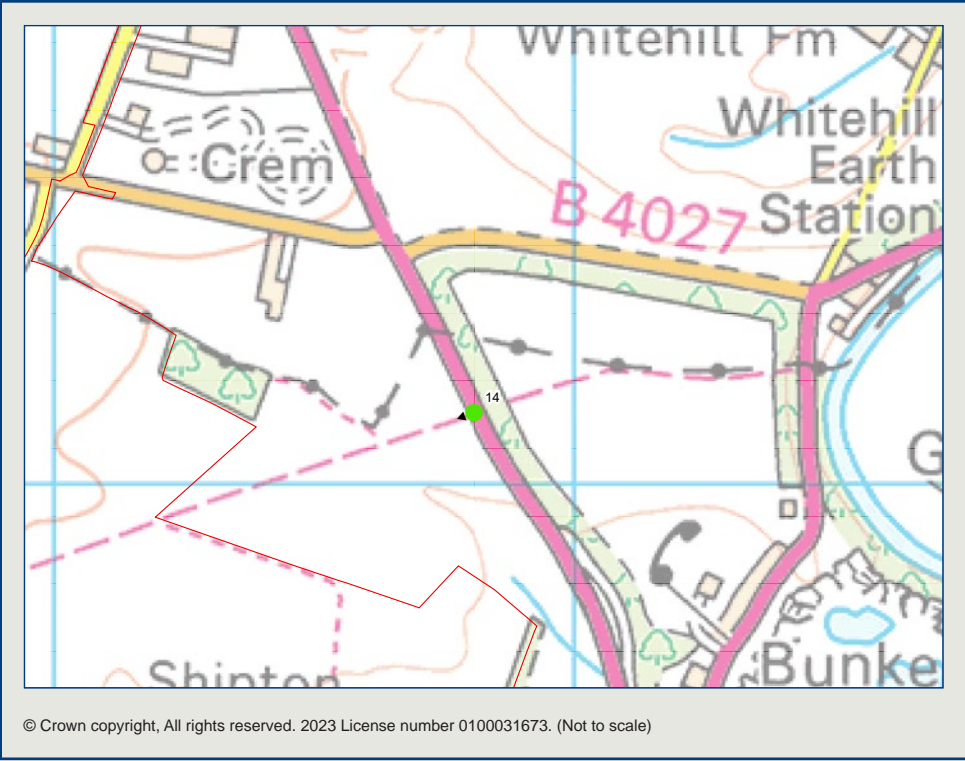 Whitehill Fm
Whitehill
Earth
Station
Crem
B 4027
14
G
Shipton
Bunke
© Crown copyright, All rights reserved. 2023 License number 0100031673. (Not to scale)